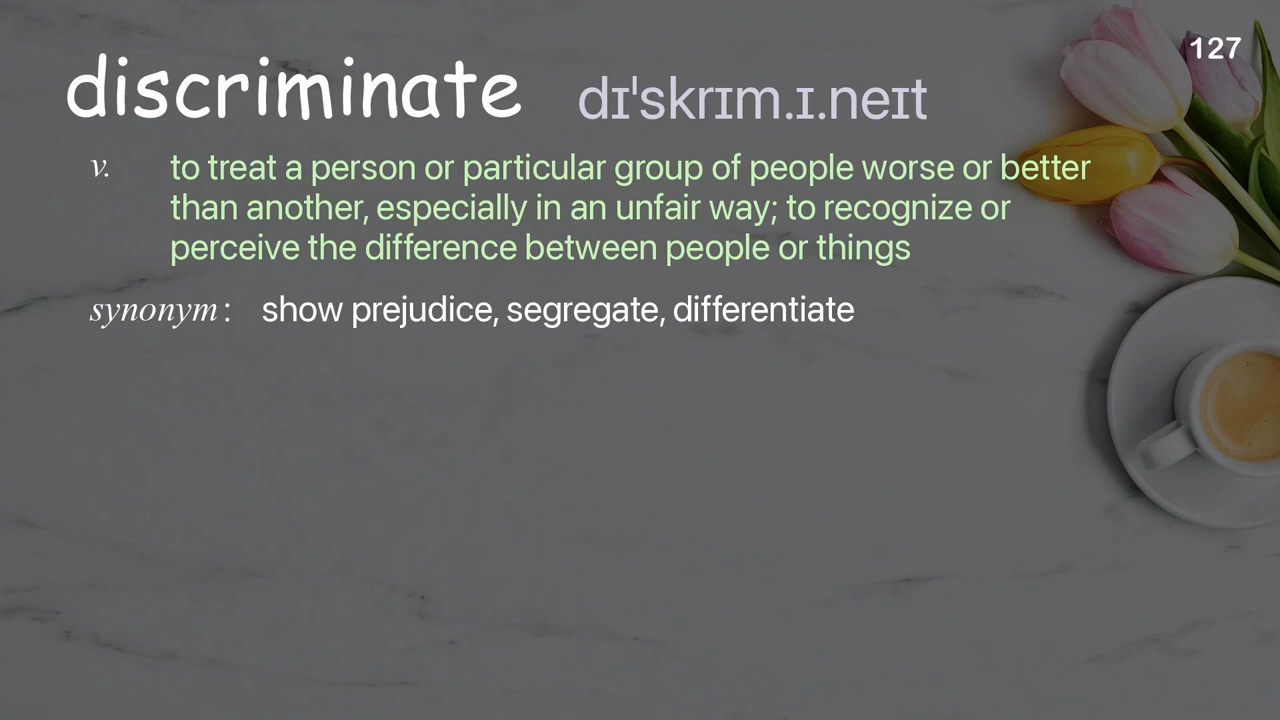 127
discriminate dɪˈskrɪm.ɪ.neɪt
v. to treat a person or particular group of people worse or better
than another, especially in an unfair way; to recognize or
perceive the difference between people or things
synonym: show prejudice, segregate, differentiate